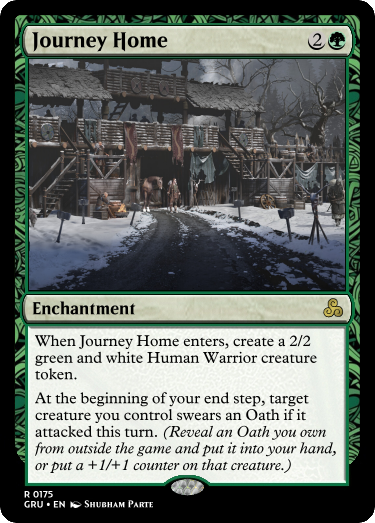 Journey Home 2
Enchantment
When Journey Home enters, create a 2/2
green and white Human Warrior creature
token.
At the beginning of your end step, target
creature you control swears an Oath if it
attacked this turn. (Reveal an Oath you own
from outside the game and put it into your hand,
or put a +1/+1 counter on that creature.)
R 0175
GRU • EN Shubham Parte